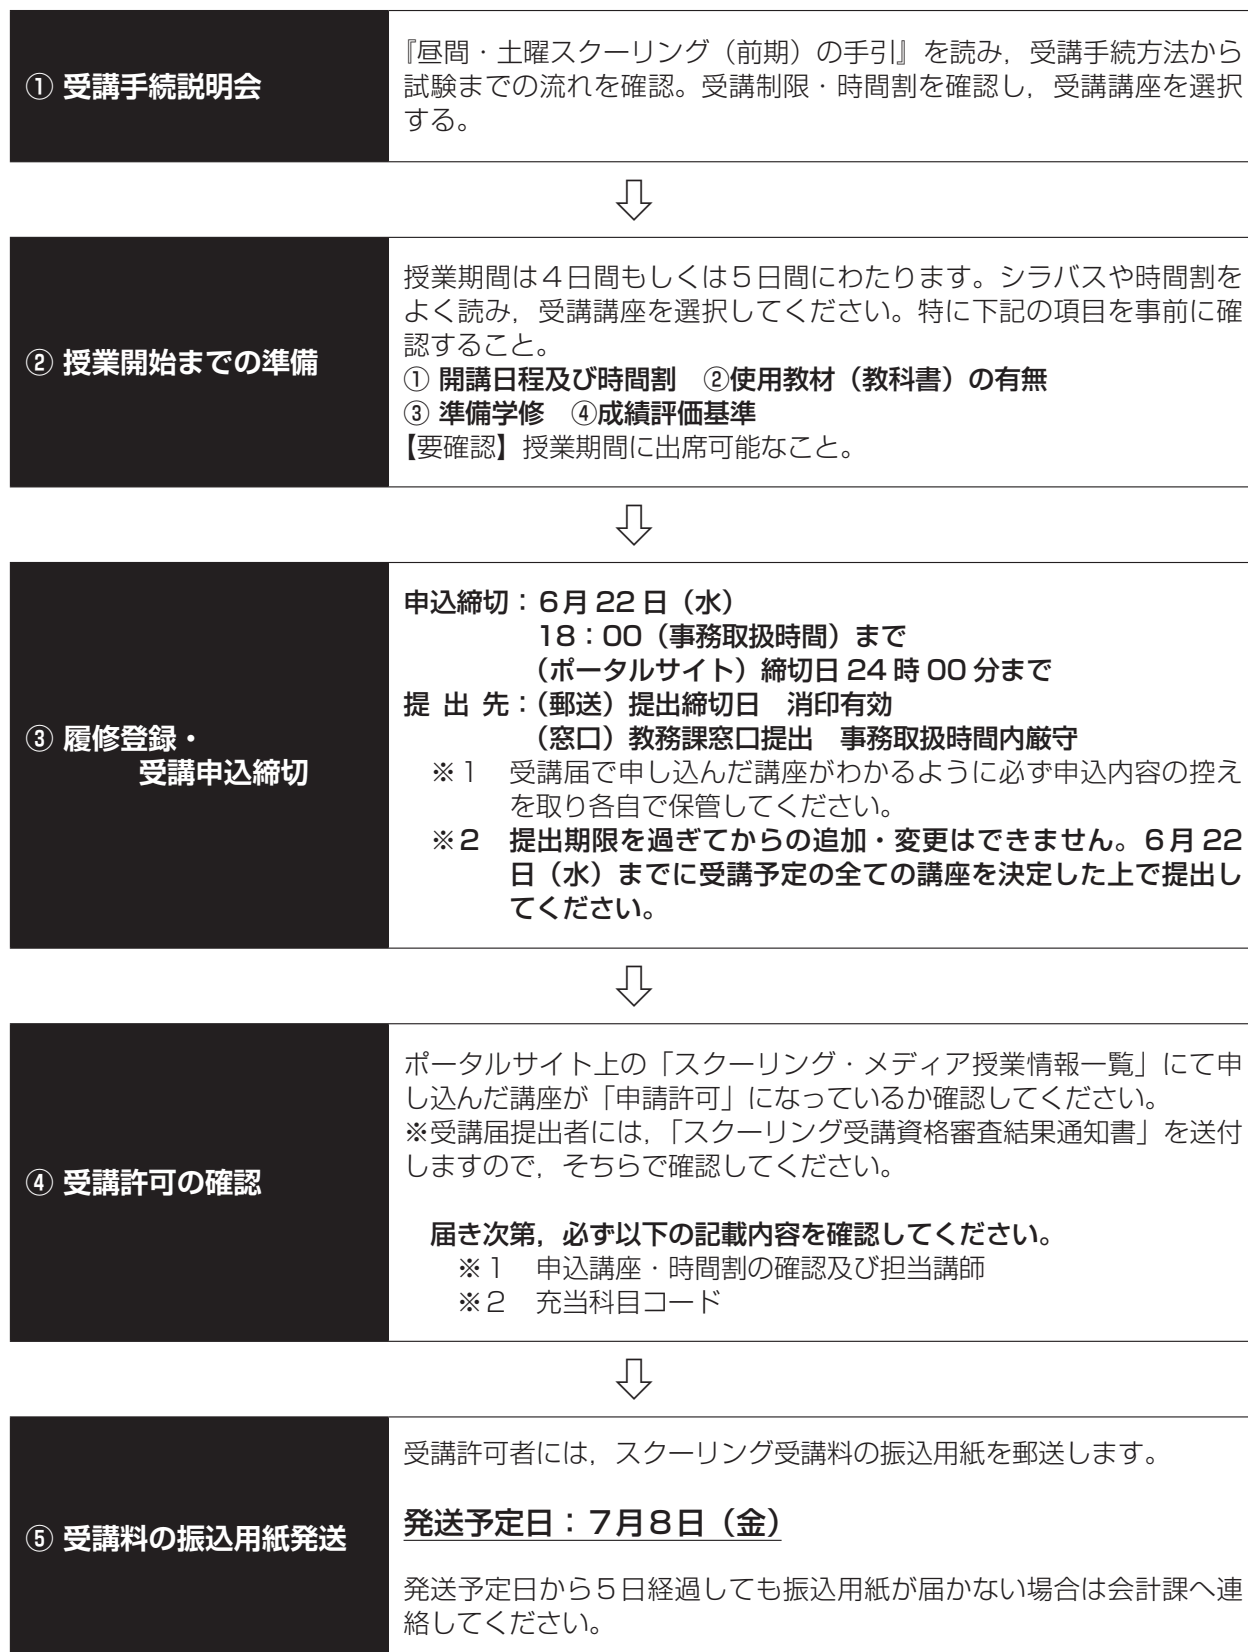 ① 受講手続説明会
『昼間・土曜スクーリング（前期）の手引』を読み，受講手続方法から
試験までの流れを確認。受講制限・時間割を確認し，受講講座を選択
する。
② 授業開始までの準備
授業期間は４日間もしくは５日間にわたります。シラバスや時間割を
よく読み，受講講座を選択してください。特に下記の項目を事前に確
認すること。
① 開講日程及び時間割　②使用教材（教科書）の有無
③ 準備学修　④成績評価基準
【要確認】授業期間に出席可能なこと。
③ 履修登録・
受講申込締切
申込締切：６月 22 日（水）
18：00（事務取扱時間）まで
（ポータルサイト）締切日 24 時 00 分まで
提 出 先：（郵送）提出締切日　消印有効
（窓口）教務課窓口提出　事務取扱時間内厳守
※１　受講届で申し込んだ講座がわかるように必ず申込内容の控え
を取り各自で保管してください。
※２　提出期限を過ぎてからの追加・変更はできません。６月 22
日（水）までに受講予定の全ての講座を決定した上で提出し
てください。
④ 受講許可の確認
ポータルサイト上の「スクーリング・メディア授業情報一覧」にて申
し込んだ講座が「申請許可」になっているか確認してください。
※受講届提出者には，「スクーリング受講資格審査結果通知書」を送付
しますので，そちらで確認してください。
届き次第，必ず以下の記載内容を確認してください。
※１　申込講座・時間割の確認及び担当講師
※２　充当科目コード
⑤ 受講料の振込用紙発送
受講許可者には，スクーリング受講料の振込用紙を郵送します。
発送予定日：７月８日（金）
発送予定日から５日経過しても振込用紙が届かない場合は会計課へ連
絡してください。